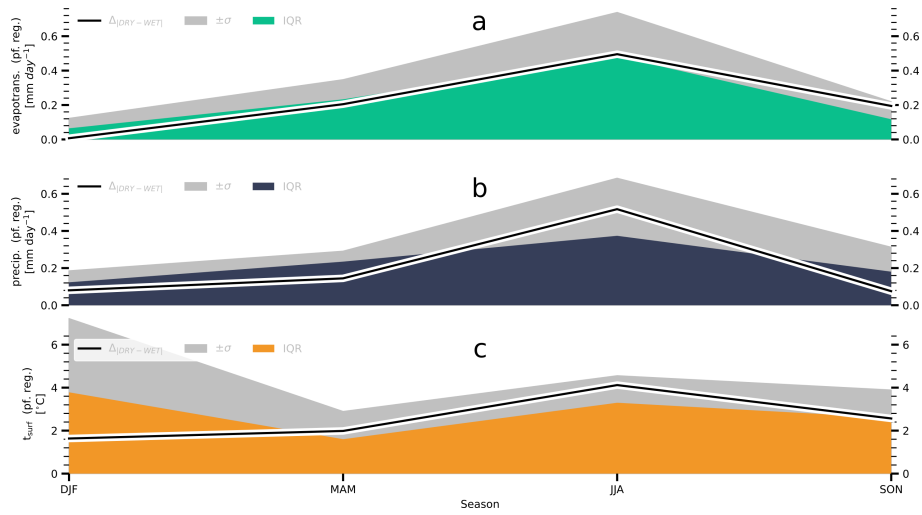 a
Δ|DRY−WET| ±σ IQR
evapotrans. (pf. reg.)
[mm day−1]
0.6 0.6
0.4 0.4
0.2 0.2
0.0 0.0
b
Δ|DRY−WET| ±σ IQR
precip. (pf. reg.)
[mm day−1]
0.6 0.6
0.4 0.4
0.2 0.2
0.0 0.0
c
Δ|DRY−WET| ±σ IQR
tsurf (pf. reg.)
[°C]
6 6
4 4
2 2
0 0
DJF MAM JJA SON
Season